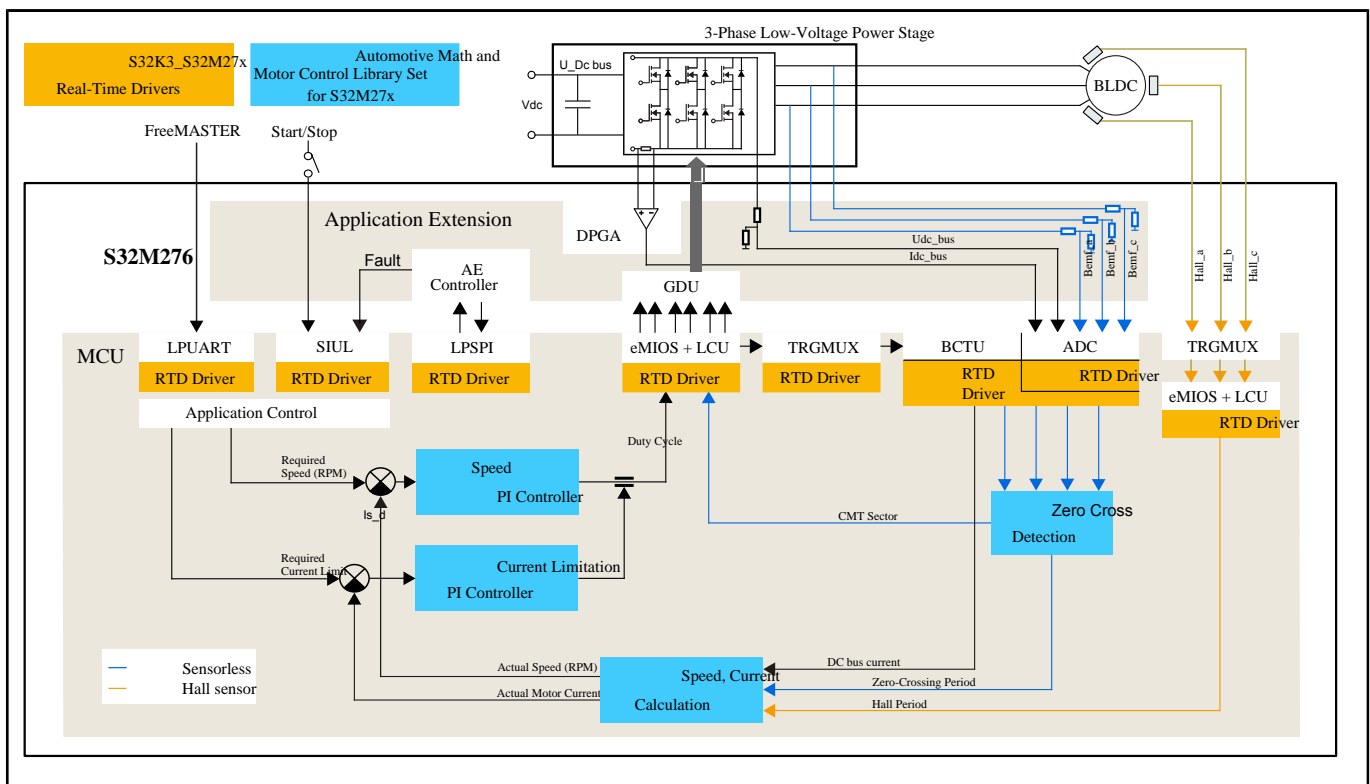 3-Phase Low-Voltage Power Stage
S32K3_S32M27x
Real-Time Drivers
Automotive Math and
Motor Control Library Set
for S32M27x
U_Dc bus
Vdc
BLDC
FreeMASTER
Start/Stop
Application Extension
DPGA
S32M276
Fault
AE
Controller
GDU
Udc_bus
Idc_bus
Bemf_a
Bemf_b
Bemf_c
Hall_a
Hall_b
Hall_c
MCU
LPUART
RTD Driver
SIUL
RTD Driver
LPSPI
RTD Driver
eMIOS + LCU
RTD Driver
TRGMUX
RTD Driver
BCTU
RTD
Driver
ADC
RTD Driver
TRGMUX
eMIOS + LCU
RTD Driver
Application Control
Duty Cycle
Required
Speed (RPM)
Speed
PI Controller
Is_d
CMT Sector
Zero Cross
Detection
Required
Current Limit
Current Limitation
PI Controller
Sensorless
Hall sensor
Actual Speed (RPM)
Actual Motor Current
Speed, Current
Calculation
DC bus current
Zero-Crossing Period
Hall Period